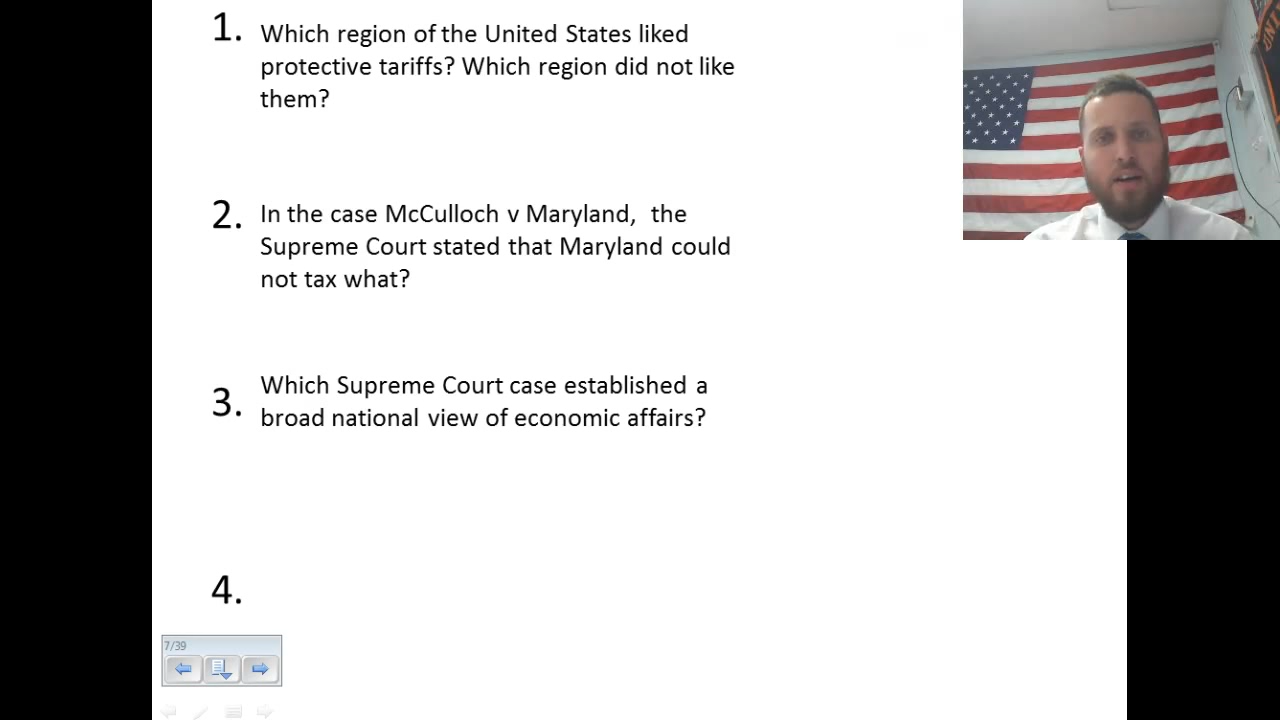 1. Which region of the United States liked
protective tariffs? Which region did not like
them?
2. In the case McCulloch v Maryland, the
Supreme Court stated that Maryland could
not tax what?
3. Which Supreme Court case established a
broad national view of economic affairs?
4.
7/39